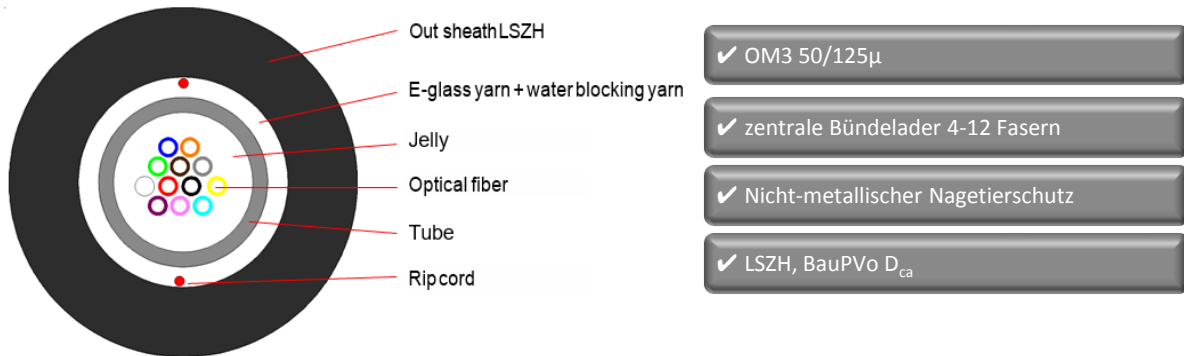 Out sheath LSZH
E-glass yarn + water blocking yarn
Jelly
Optical fiber
Tube
Rip cord
✔ OM3 50/125µ
✔ zentrale Bündelader 4-12 Fasern
✔ Nicht-metallischer Nagetierschutz
✔ LSZH, BauPVo Dca